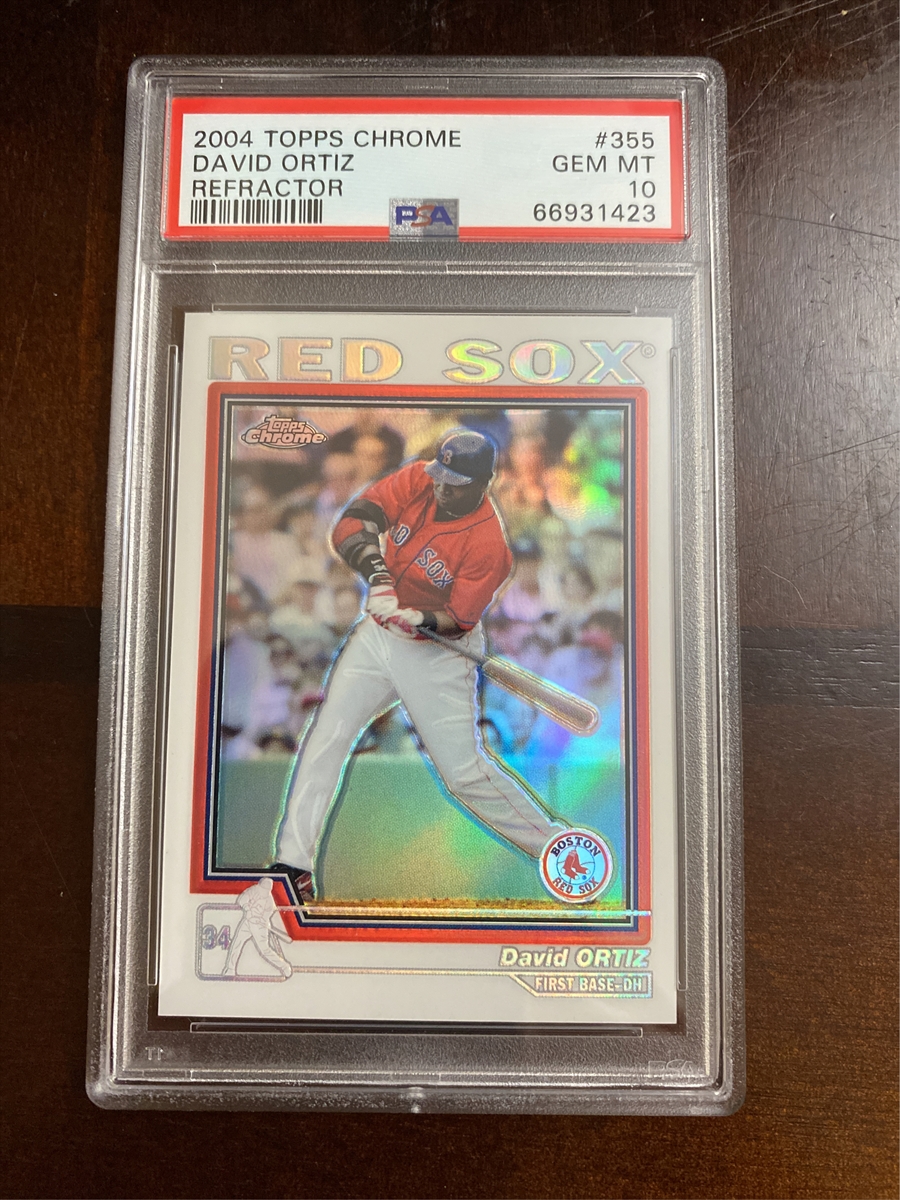 2004 TOPPS CHROME #355
DAVID ORTIZ GEM MT
REFRACTOR 10
PSA 66931423
RED SOX©
Topps
Chrome
B
RED SOX
BOSTON
RED SOX
34
David ORTIZ
FIRST BASE-DH